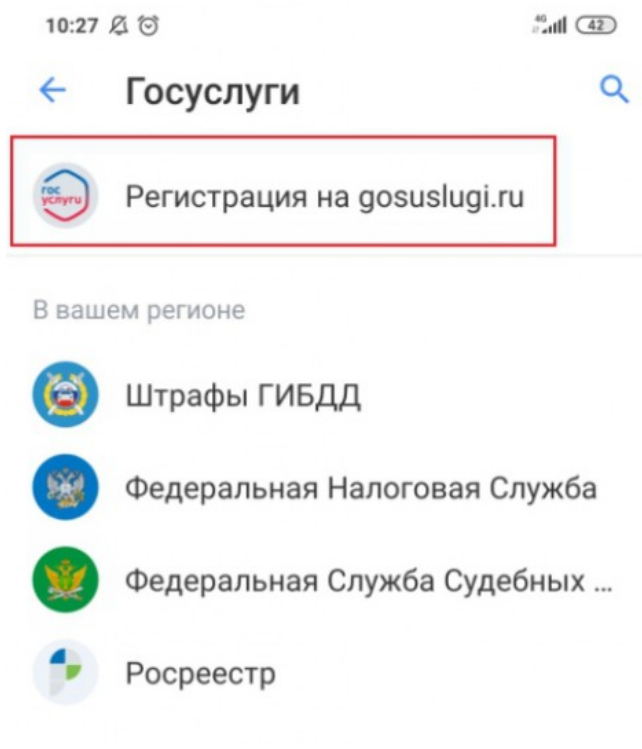 10:27
4G
42
Госуслуги
гос
услуги
Регистрация на gosuslugi.ru
В вашем регионе
Штрафы ГИБДД
Федеральная Налоговая Служба
Федеральная Служба Судебных ...
Росреестр